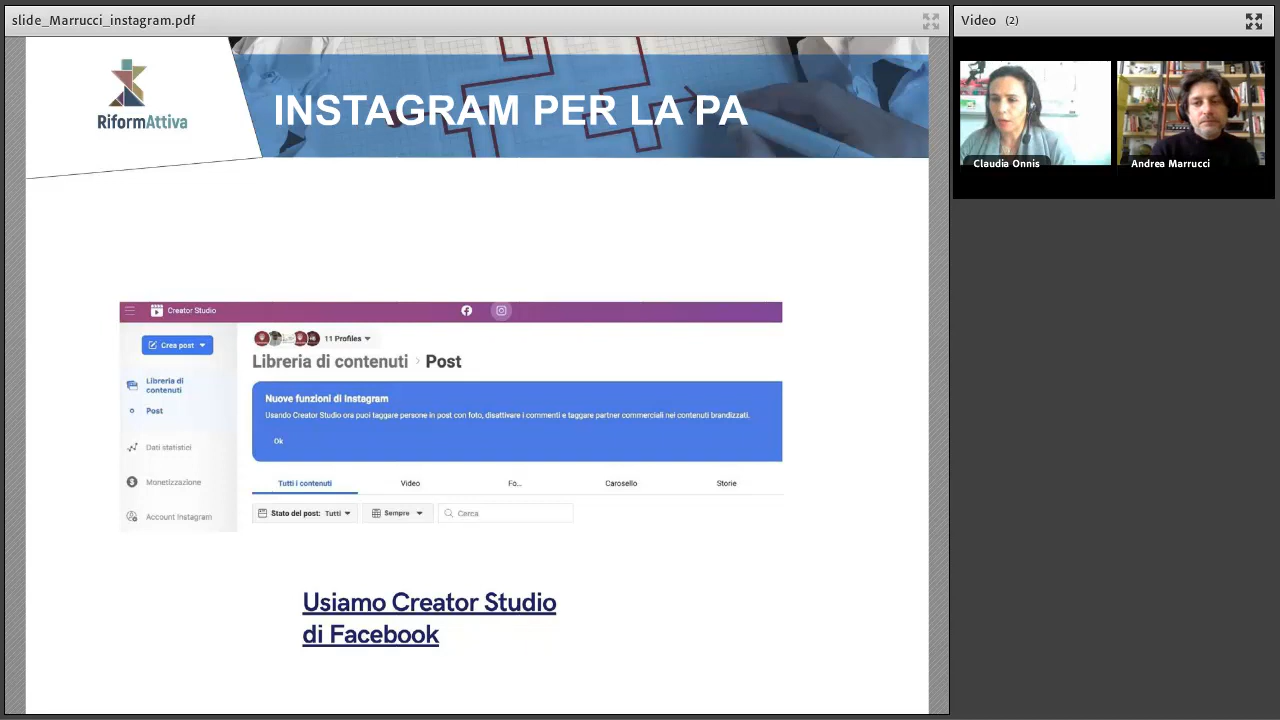 slide_Marrucci_instagram.pdf
Video (2)
RiformAttiva
INSTAGRAM PER LA PA
Claudia Onnis
Andrea Marrucci
Creator Studio
Crea post
11 Profiles
Libreria di contenuti › Post
Libreria di
contenuti
Post
Dati statistici
Monetizzazione
Account Instagram
Nuove funzioni di Instagram
Usando Creator Studio ora puoi taggare persone in post con foto, disattivare i commenti e taggare partner commerciali nei contenuti brandizzati.
Ok
Tutti i contenuti Video Fo... Carosello Storie
Stato del post: Tutti Sempre Cerca
Usiamo Creator Studio
di Facebook